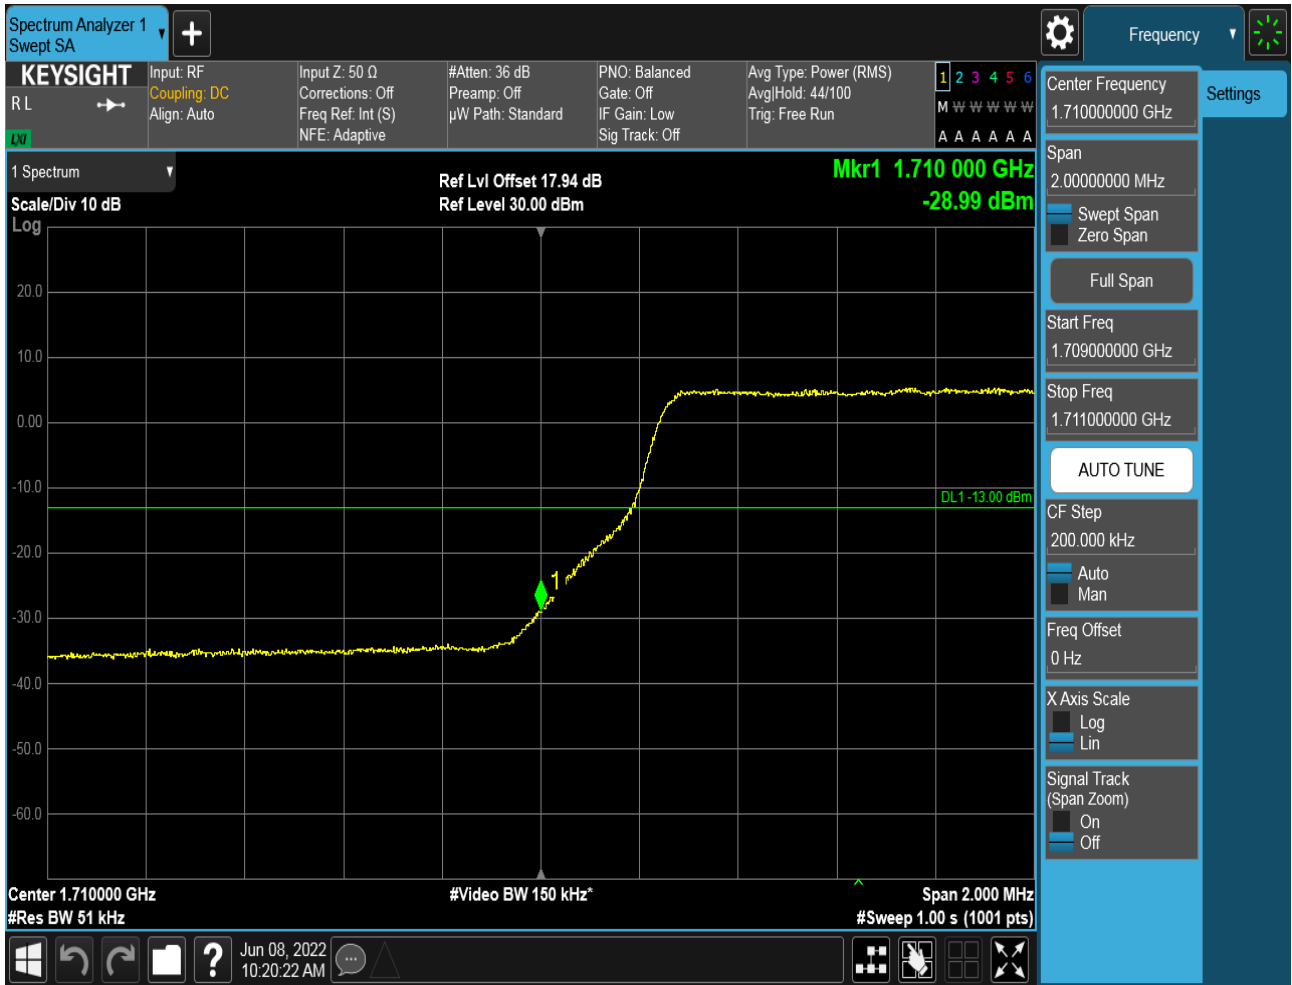 Spectrum Analyzer 1
Swept SA
Frequency
KEYSIGHT
R L
LXI
Input: RF
Coupling: DC
Align: Auto
Input Z: 50 Ω
Corrections: Off
Freq Ref: Int (S)
NFE: Adaptive
#Atten: 36 dB
Preamp: Off
µW Path: Standard
PNO: Balanced
Gate: Off
IF Gain: Low
Sig Track: Off
Avg Type: Power (RMS)
Avg|Hold: 44/100
Trig: Free Run
1 2 3 4 5 6
M W W W W W
A A A A A A
1 Spectrum
Scale/Div 10 dB
Log
Ref Lvl Offset 17.94 dB
Ref Level 30.00 dBm
Mkr1 1.710 000 GHz
-28.99 dBm
20.0
10.0
0.00
-10.0
-20.0
-30.0
-40.0
-50.0
-60.0
DL1 -13.00 dBm
1
Center 1.710000 GHz
#Res BW 51 kHz
#Video BW 150 kHz*
Span 2.000 MHz
#Sweep 1.00 s (1001 pts)
Jun 08, 2022
10:20:22 AM
Center Frequency
1.710000000 GHz
Settings
Span
2.00000000 MHz
Swept Span
Zero Span
Full Span
Start Freq
1.709000000 GHz
Stop Freq
1.711000000 GHz
AUTO TUNE
CF Step
200.000 kHz
Auto
Man
Freq Offset
0 Hz
X Axis Scale
Log
Lin
Signal Track
(Span Zoom)
On
Off